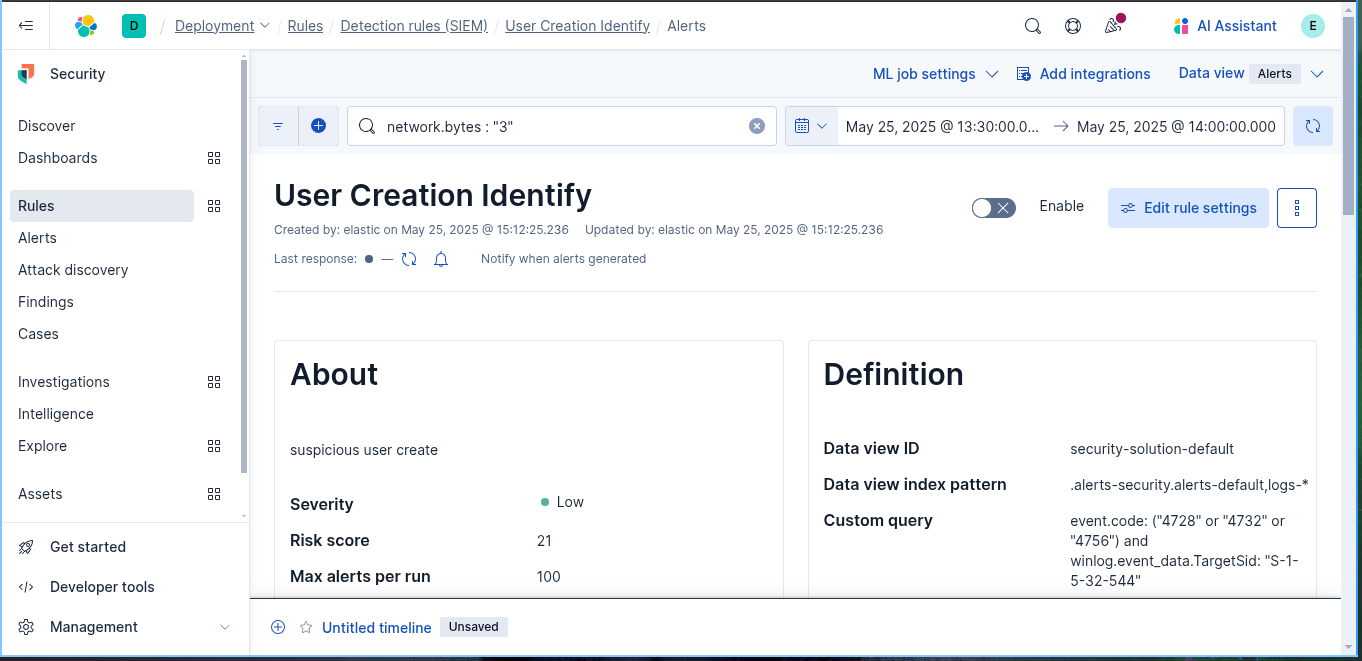 D / Deployment / Rules / Detection rules (SIEM) / User Creation Identify / Alerts
AI Assistant
E
Security
Discover
Dashboards
Rules
Alerts
Attack discovery
Findings
Cases
Investigations
Intelligence
Explore
Assets
Get started
Developer tools
Management
ML job settings
Add integrations
Data view Alerts
network.bytes : "3"
May 25, 2025 @ 13:30:00.0... → May 25, 2025 @ 14:00:00.000
User Creation Identify
Created by: elastic on May 25, 2025 @ 15:12:25.236 Updated by: elastic on May 25, 2025 @ 15:12:25.236
Last response: — Notify when alerts generated
Enable
Edit rule settings
About
suspicious user create
Severity Low
Risk score 21
Max alerts per run 100
Definition
Data view ID security-solution-default
Data view index pattern .alerts-security.alerts-default,logs-*
Custom query event.code: ("4728" or "4732" or
"4756") and
winlog.event_data.TargetSid: "S-1-
5-32-544"
Untitled timeline Unsaved